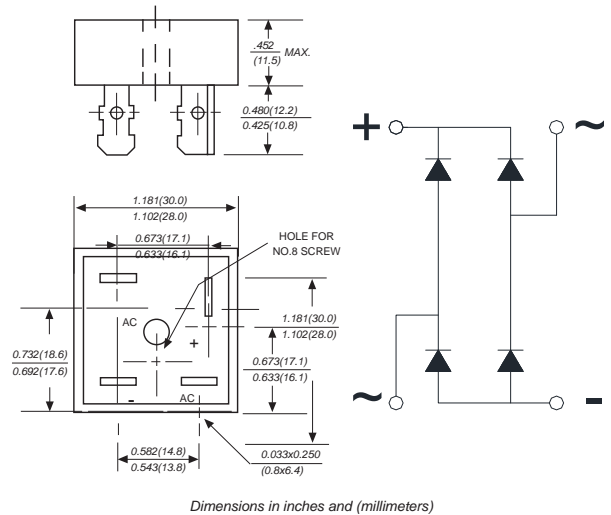 .452
(11.5)
MAX.
0.480(12.2)
0.425(10.8)
+
~
1.181(30.0)
1.102(28.0)
0.673(17.1)
0.633(16.1)
HOLE FOR
NO.8 SCREW
AC
+
1.181(30.0)
1.102(28.0)
0.732(18.6)
0.692(17.6)
0.673(17.1)
0.633(16.1)
~
-
-
AC
0.582(14.8)
0.543(13.8)
0.033x0.250
(0.8x6.4)
Dimensions in inches and (millimeters)